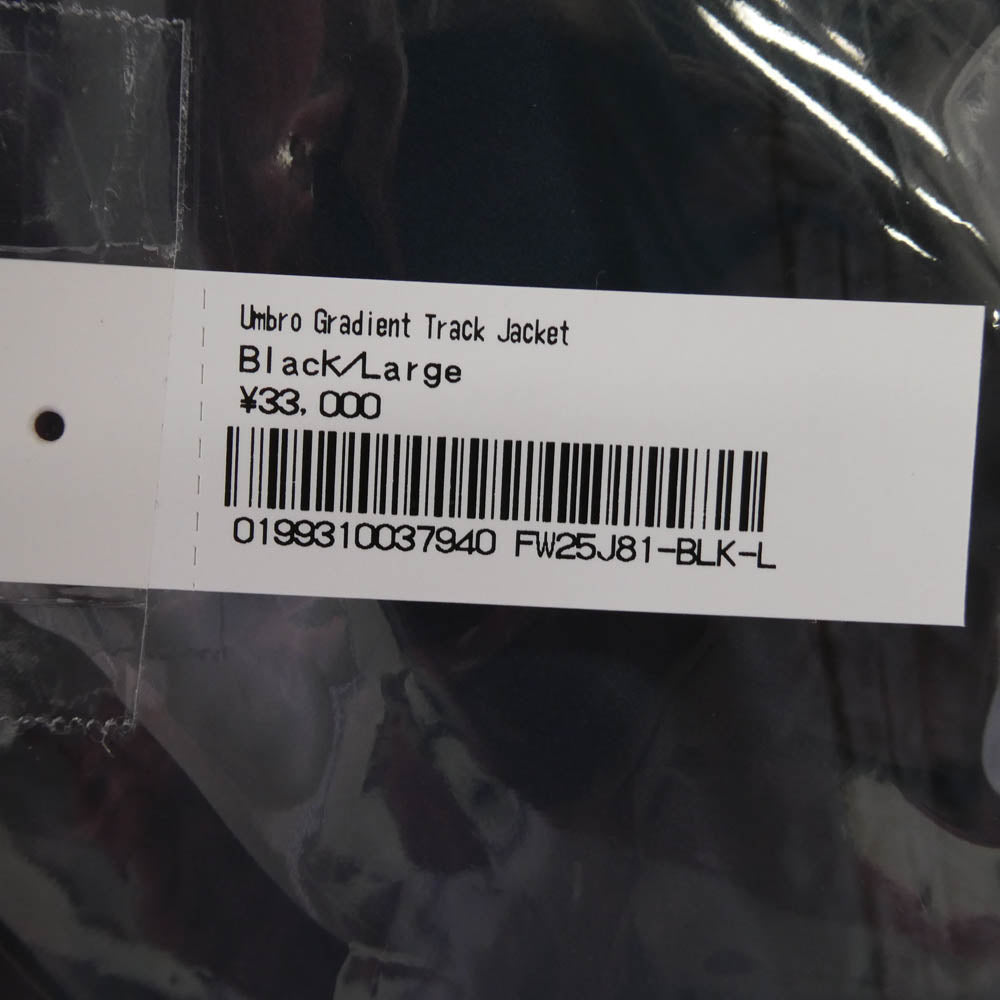 Umbro Gradient Track Jacket
Black/Large
¥33,000
0199310037940 FW25J81-BLK-L